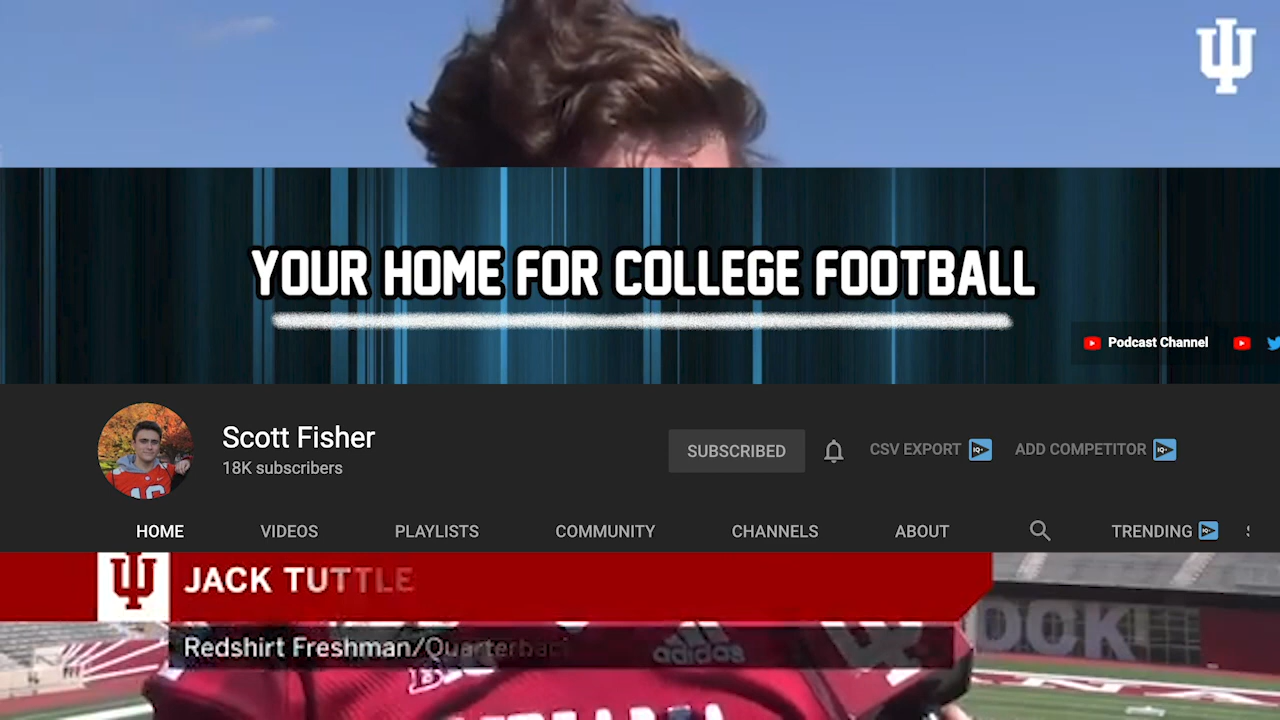 YOUR HOME FOR COLLEGE FOOTBALL
Podcast Channel
Scott Fisher
18K subscribers
SUBSCRIBED
CSV EXPORT
ADD COMPETITOR
HOME VIDEOS PLAYLISTS COMMUNITY CHANNELS ABOUT TRENDING
JACK TUTTLE
Redshirt Freshman/Quarterbac
adidas